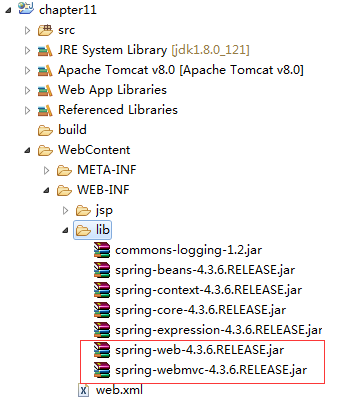 chapter11
src
JRE System Library [jdk1.8.0_121]
Apache Tomcat v8.0 [Apache Tomcat v8.0]
Web App Libraries
Referenced Libraries
build
WebContent
META-INF
WEB-INF
jsp
lib
commons-logging-1.2.jar
spring-beans-4.3.6.RELEASE.jar
spring-context-4.3.6.RELEASE.jar
spring-core-4.3.6.RELEASE.jar
spring-expression-4.3.6.RELEASE.jar
spring-web-4.3.6.RELEASE.jar
spring-webmvc-4.3.6.RELEASE.jar
web.xml